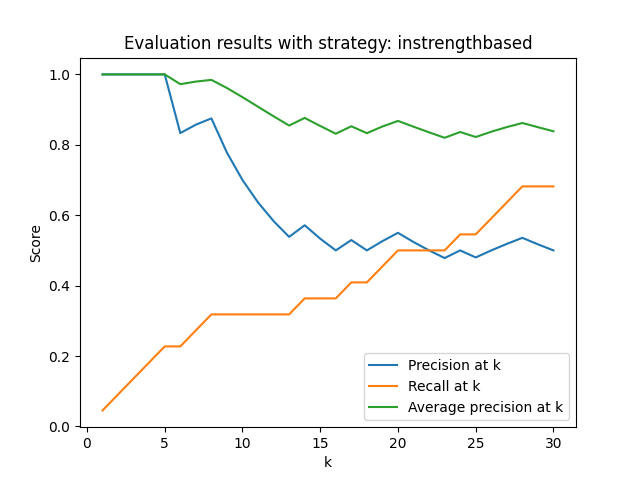 Evaluation results with strategy: instrengthbased
1.0
0.8
0.6
0.4
0.2
0.0
Score
0 5 10 15 20 25 30
k
Precision at k
Recall at k
Average precision at k